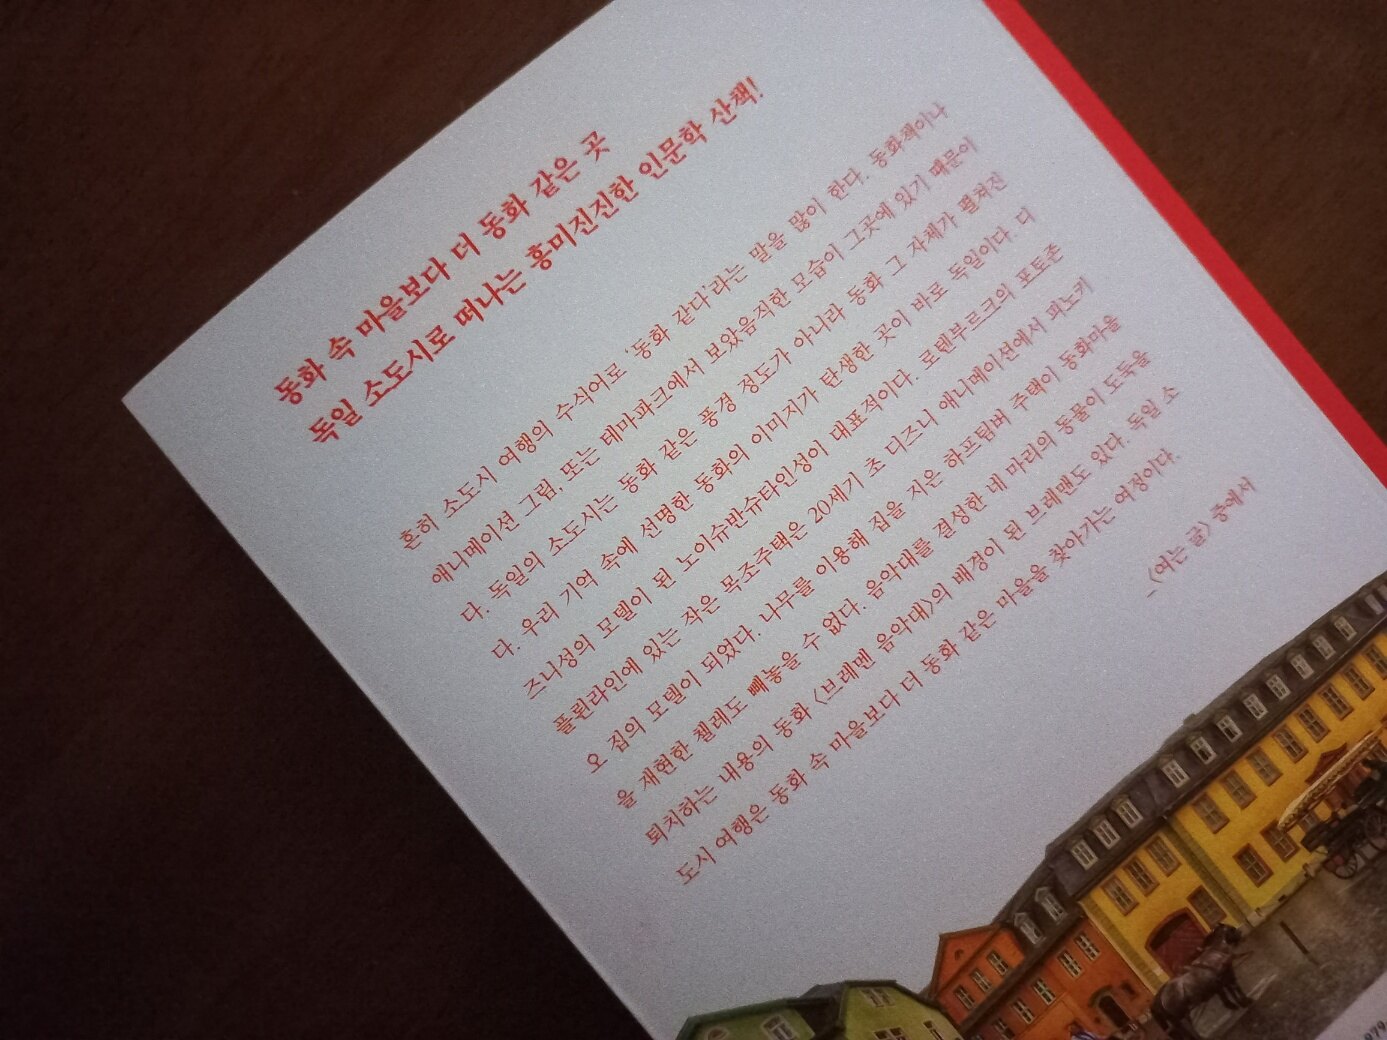 동화 속 마을보다 더 동화 같은 곳
독일 소도시로 떠나는 흥미진진한 인문학 산책!
흔히 소도시 여행의 수식어로 '동화 같다'라는 말을 많이 한다. 동화책이나
애니메이션 그림, 또는 테마파크에서 보았음직한 모습이 그곳에 있기 때문이
다. 독일의 소도시는 동화 같은 풍경 정도가 아니라 동화 그 자체가 펼쳐진
다. 우리 기억 속에 선명한 동화의 이미지가 탄생한 곳이 바로 독일이다. 디
즈니성의 모델이 된 노이슈반슈타인성이 대표적이다. 로텐부르크의 포토존
플뢴라인에 있는 작은 목조주택은 20세기 초 디즈니 애니메이션에서 피노키
오 집의 모델이 되었다. 나무를 이용해 집을 지은 하프팀버 주택이 동화마을
을 재현한 첼레도 빼놓을 수 없다. 음악대를 결성한 네 마리의 동물이 도둑을
퇴치하는 내용의 동화 〈브레멘 음악대〉의 배경이 된 브레멘도 있다. 독일 소
도시 여행은 동화 속 마을보다 더 동화 같은 마을을 찾아가는 여정이다.
_〈여는 글〉 중에서
979